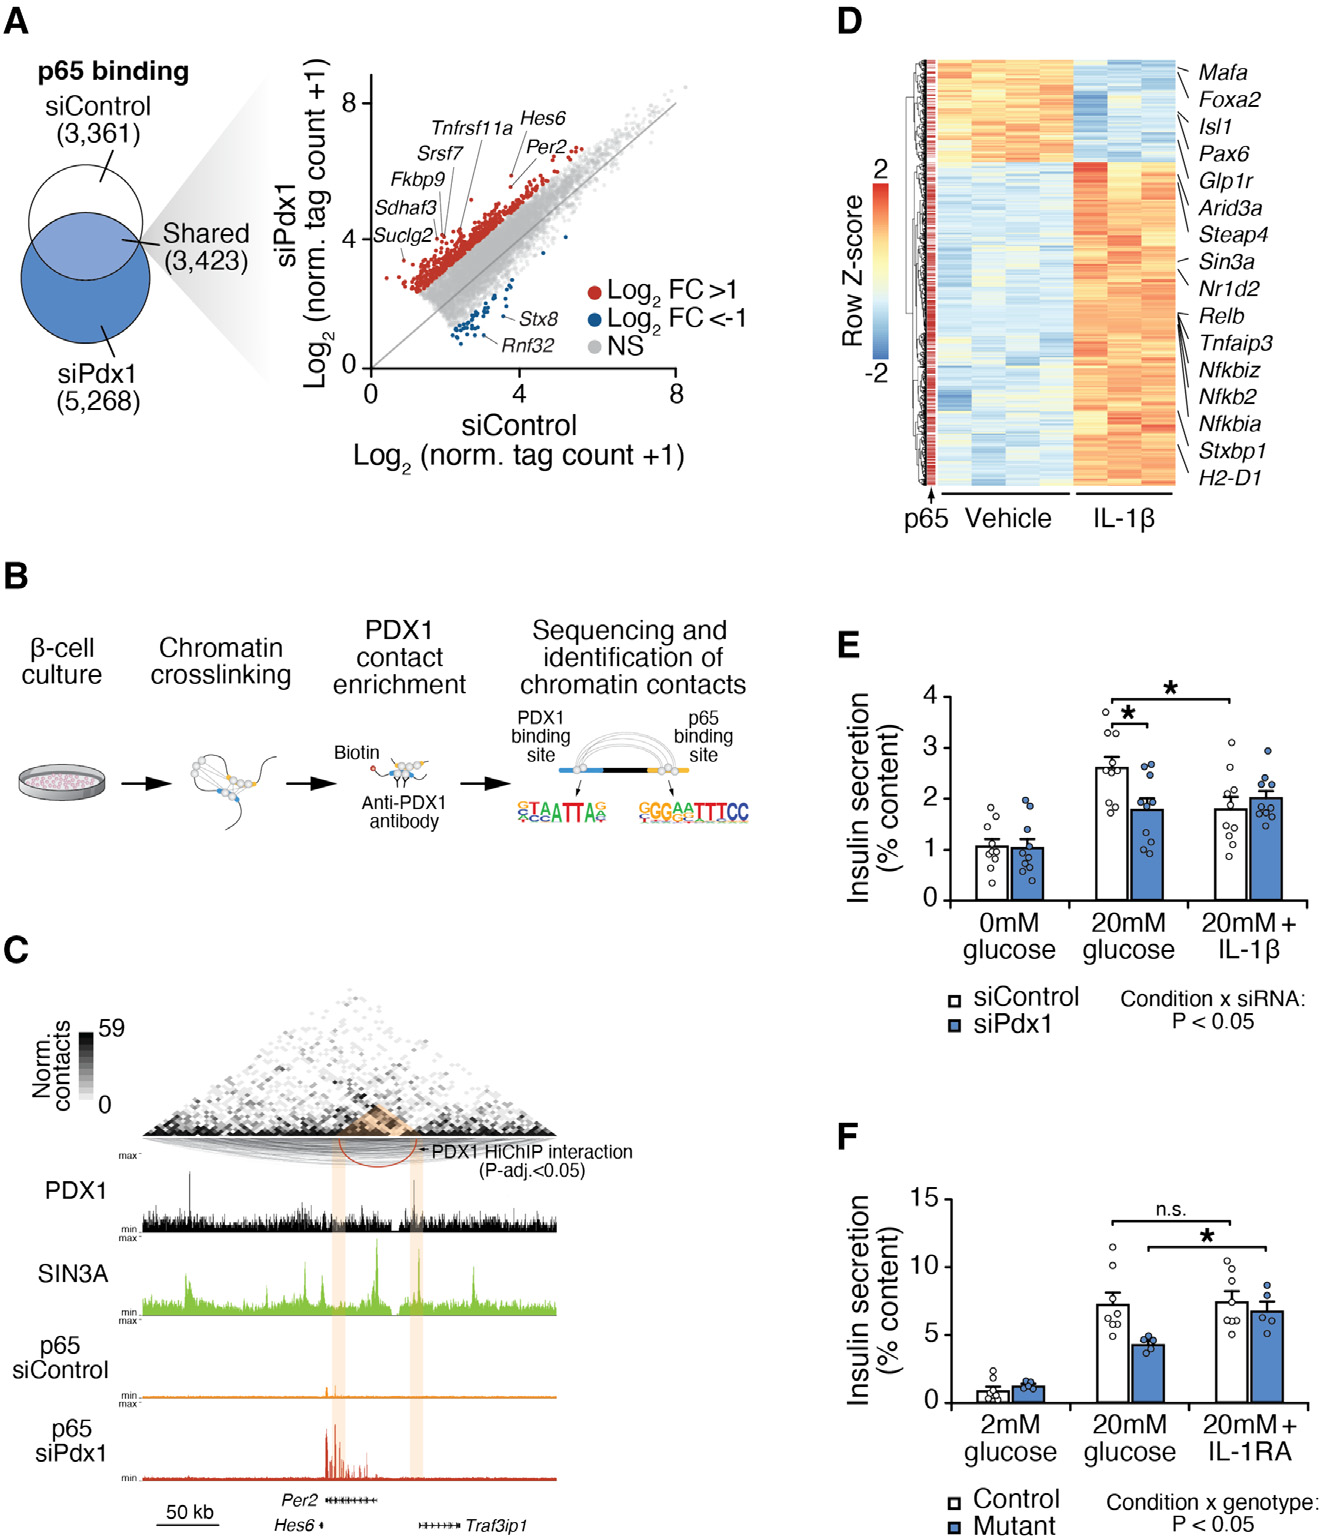 A
p65 binding
siControl
(3,361)
Shared
(3,423)
siPdx1
(5,268)
siPdx1
Log2 (norm. tag count +1)
8
4
0
0
4
8
siControl
Log2 (norm. tag count +1)
Hes6
Tnfrsf11a
Per2
Srsf7
Fkbp9
Sdhaf3
Suclg2
Stx8
Rnf32
Log2 FC >1
Log2 FC <-1
NS
B
β-cell
culture
Chromatin
crosslinking
PDX1
contact
enrichment
Sequencing and
identification of
chromatin contacts
Biotin
Anti-PDX1
antibody
PDX1
binding
site
p65
binding
site
C
Norm.
contacts
59
0
PDX1 HiChIP interaction
(P-adj.<0.05)
max
PDX1
min
max
SIN3A
min
max
p65
siControl
min
max
p65
siPdx1
min
50 kb
Per2
Hes6
Traf3ip1
D
Row Z-score
2
-2
Mafa
Foxa2
Isl1
Pax6
Glp1r
Arid3a
Steap4
Sin3a
Nr1d2
Relb
Tnfaip3
Nfkbiz
Nfkb2
Nfkbia
Stxbp1
H2-D1
p65
Vehicle
IL-1β
E
Insulin secretion
(% content)
4
3
2
1
0
*
*
0mM
glucose
20mM
glucose
20mM +
IL-1β
siControl
siPdx1
Condition x siRNA:
P < 0.05
F
Insulin secretion
(% content)
15
10
5
0
n.s.
*
2mM
glucose
20mM
glucose
20mM +
IL-1RA
Control
Mutant
Condition x genotype:
P < 0.05